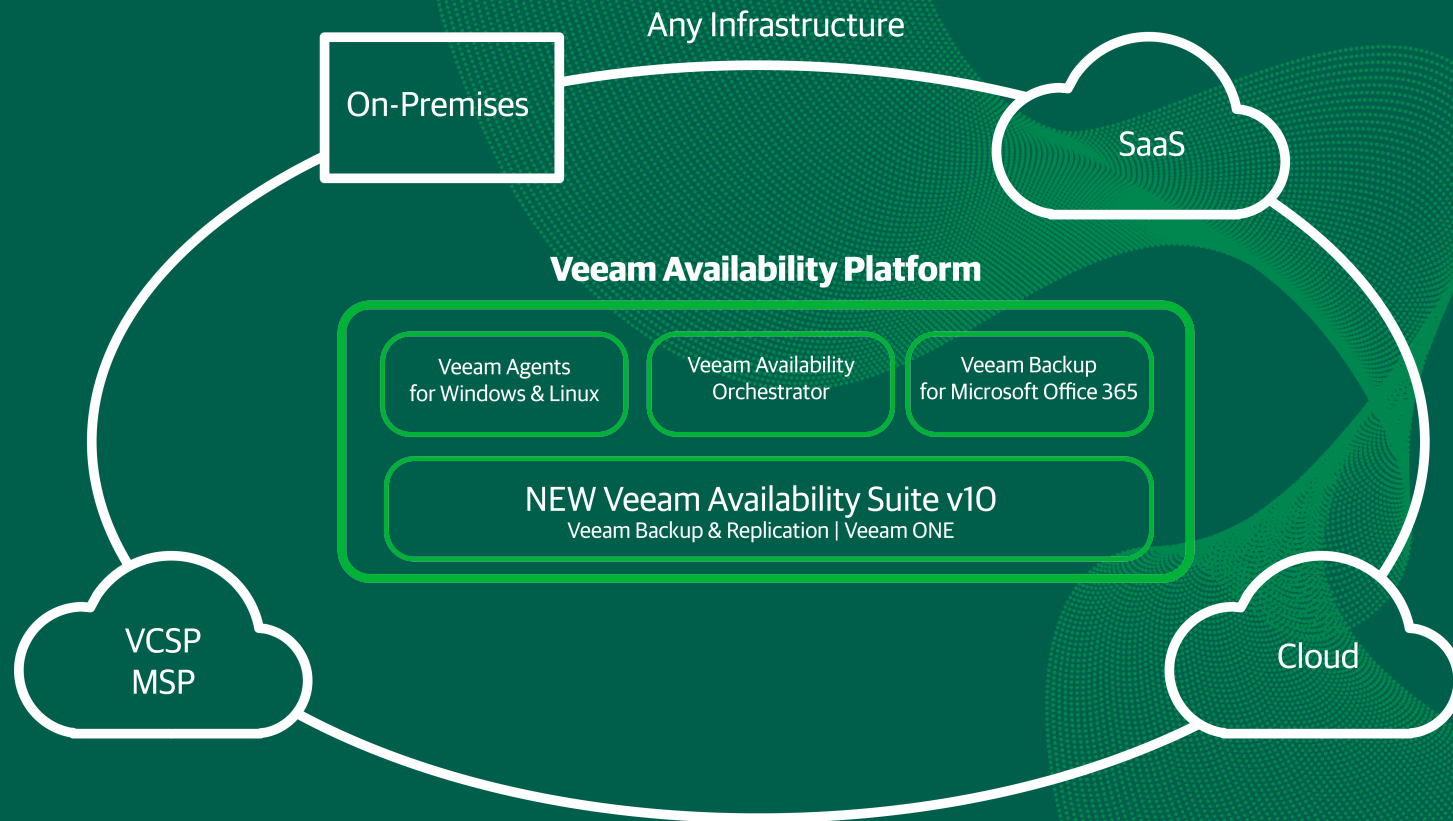 Any Infrastructure
On-Premises
SaaS
Veeam Availability Platform
Veeam Agents
for Windows & Linux
Veeam Availability
Orchestrator
Veeam Backup
for Microsoft Office 365
NEW Veeam Availability Suite v10
Veeam Backup & Replication | Veeam ONE
VCSP
MSP
Cloud